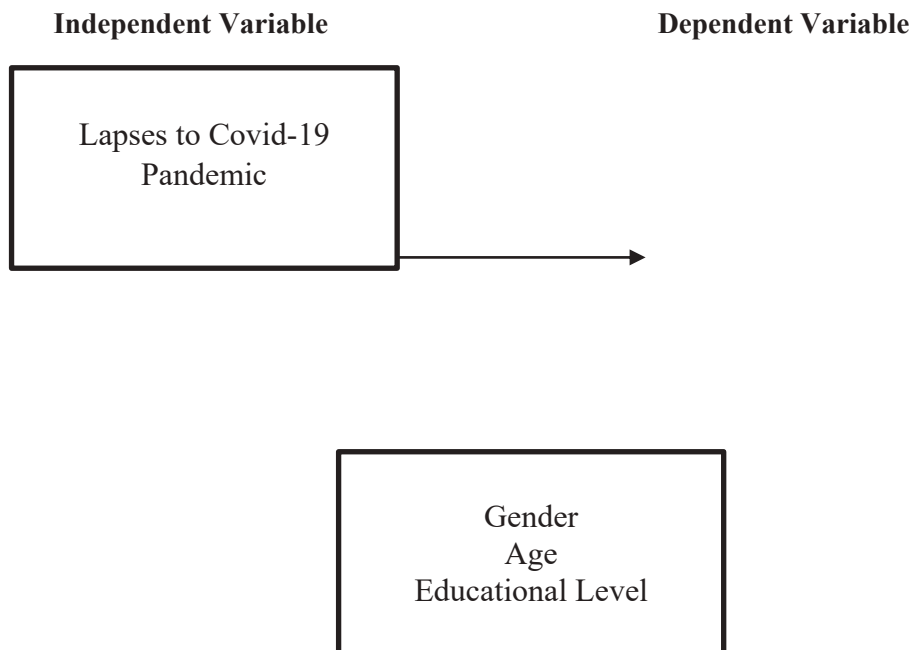 Independent Variable
Dependent Variable
Lapses to Covid-19
Pandemic
Gender
Age
Educational Level